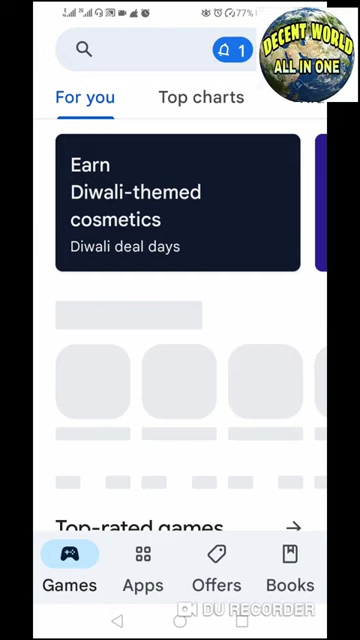 77%
1
DECENT WORLD
ALL IN ONE
For you
Top charts
Earn
Diwali-themed
cosmetics
Diwali deal days
Top-rated games
Games
Apps
Offers
Books
DU RECORDER